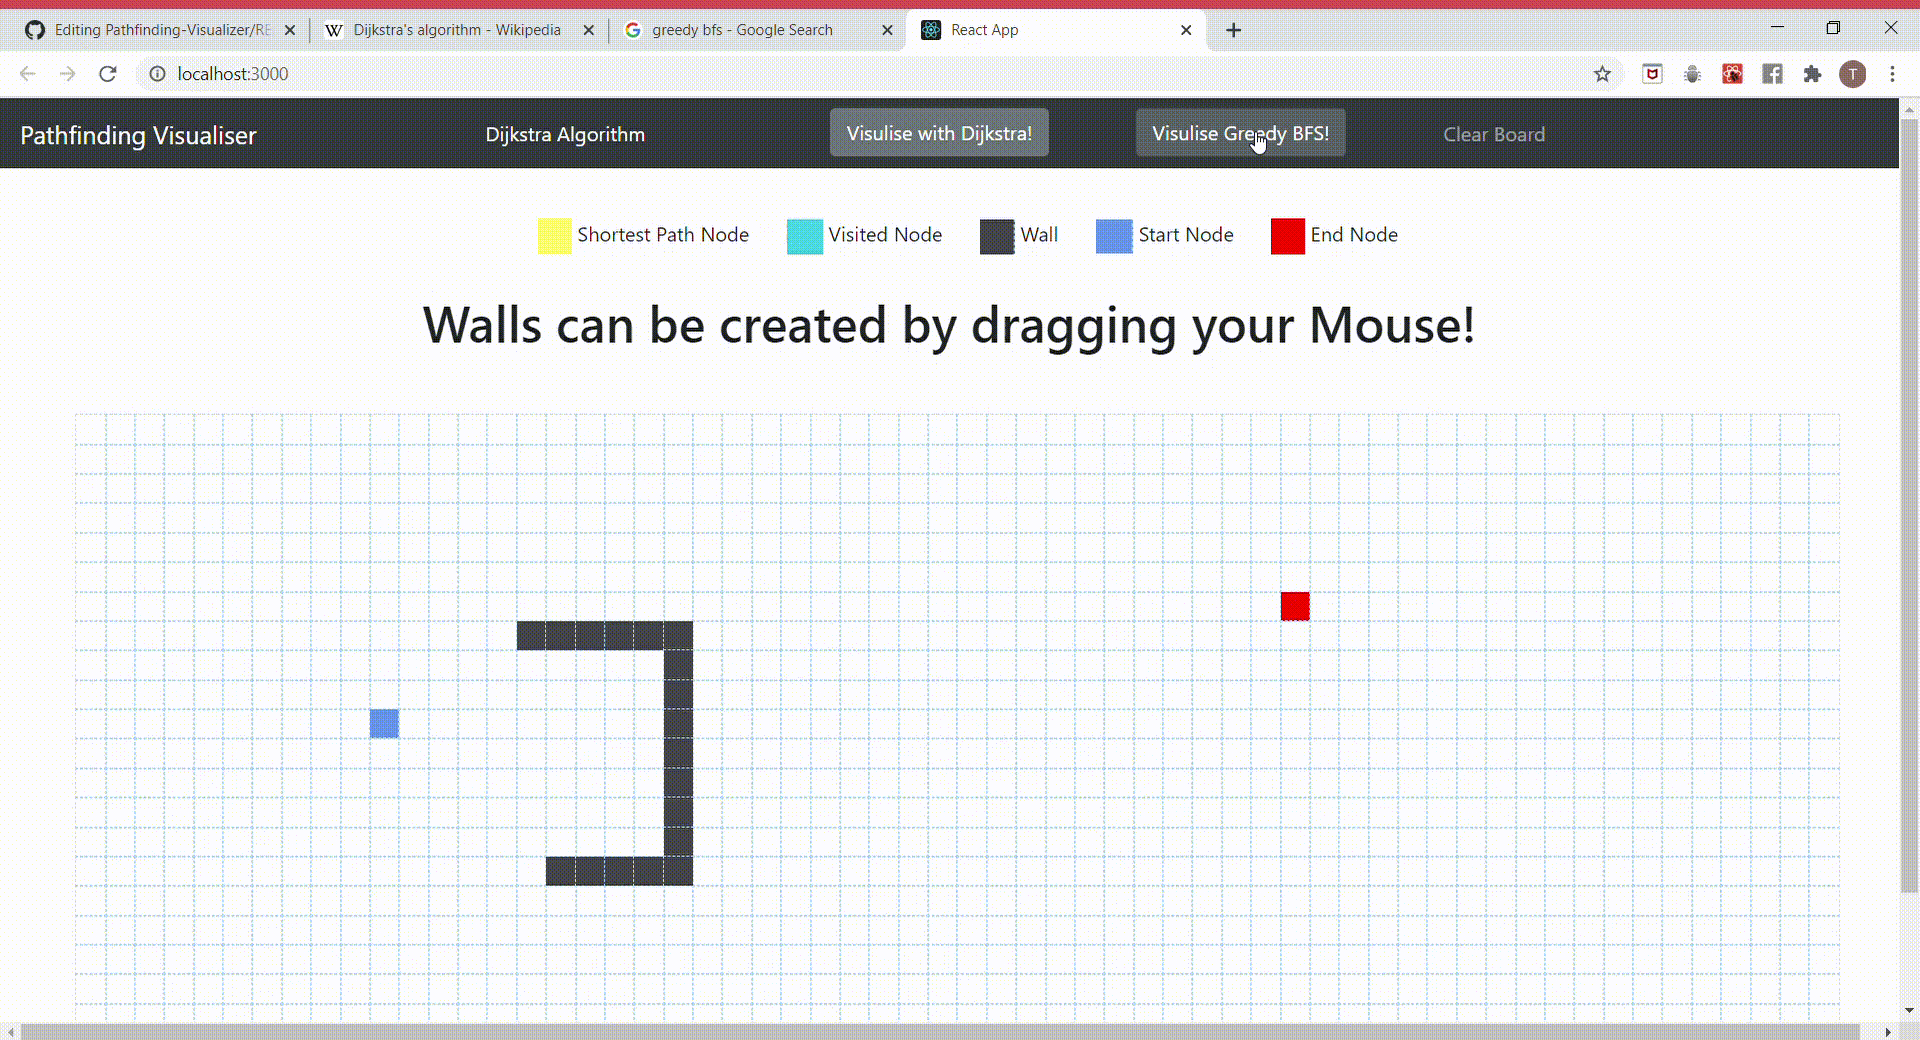 Editing Pathfinding-Visualizer/RE
Dijkstra's algorithm - Wikipedia
greedy bfs - Google Search
React App
localhost:3000
T
Pathfinding Visualiser
Dijkstra Algorithm
Visulise with Dijkstra!
Visulise Greedy BFS!
Clear Board
Shortest Path Node
Visited Node
Wall
Start Node
End Node
Walls can be created by dragging your Mouse!